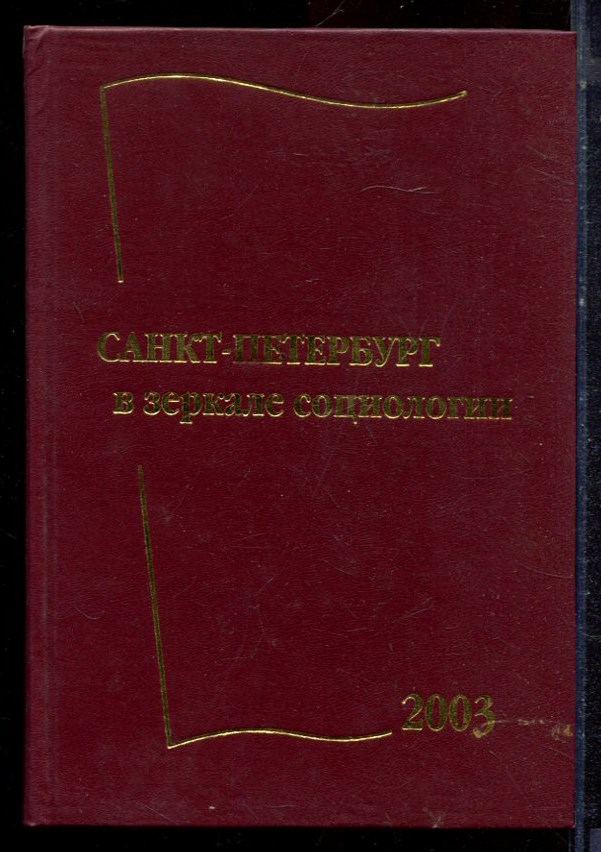 САНКТ-ПЕТЕРБУРГ
в зеркале социологии
2003